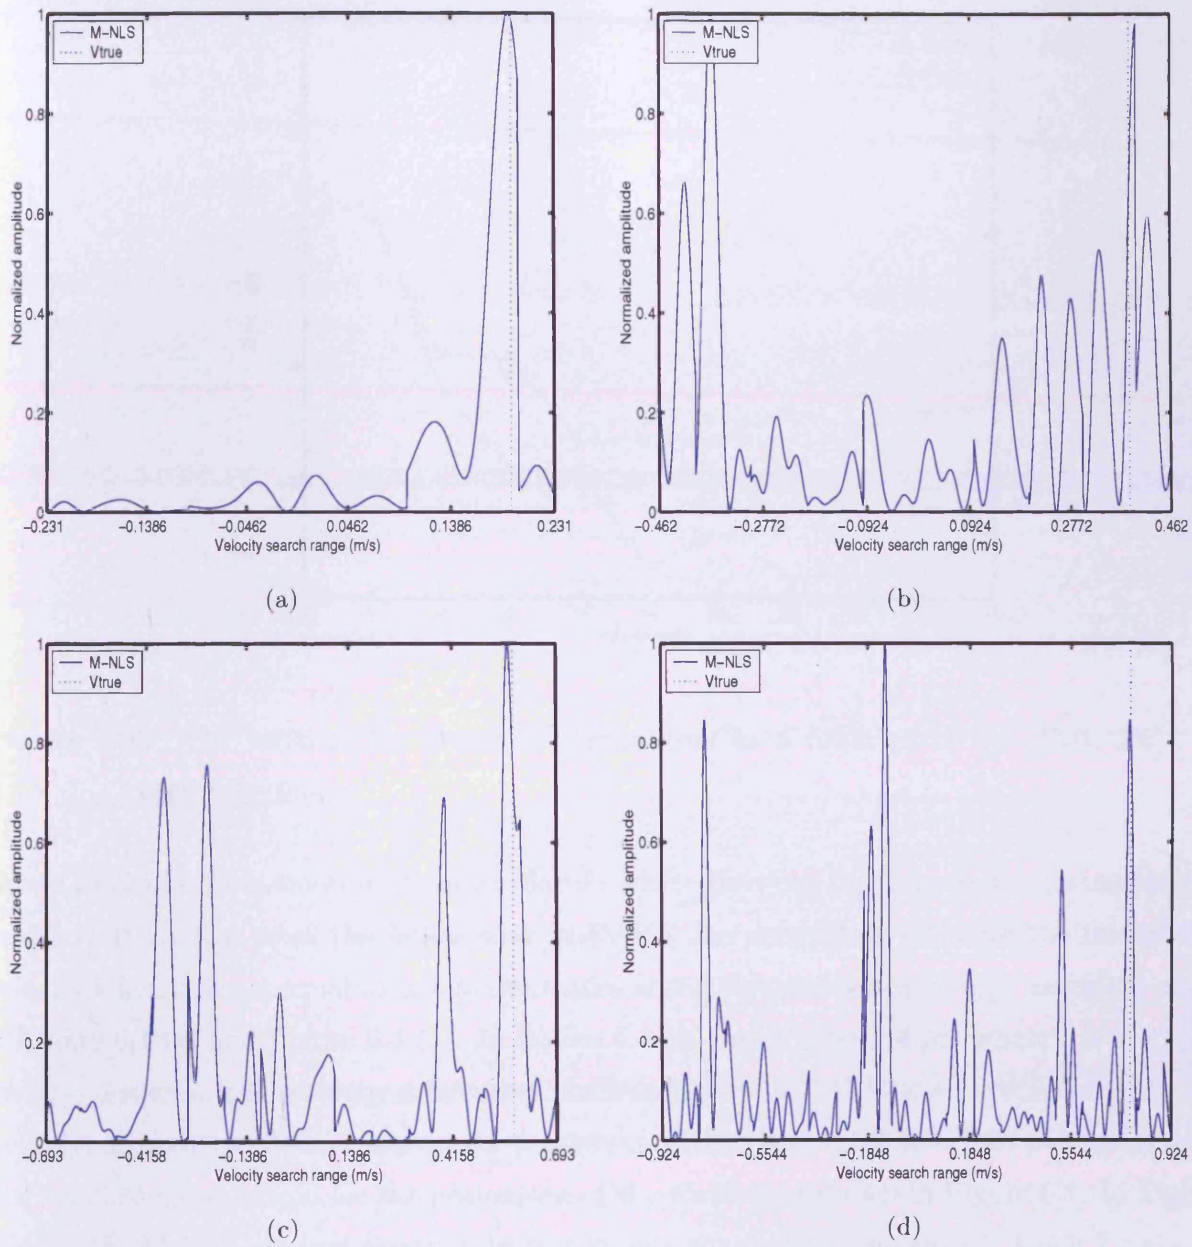 M-NLS
Vtrue
1
0.8
0.6
0.4
0.2
0
Normalized amplitude
-0.231
-0.1386
-0.0462
0.0462
0.1386
0.231
Velocity search range (m/s)
(a)
M-NLS
Vtrue
1
0.8
0.6
0.4
0.2
0
Normalized amplitude
-0.462
-0.2772
-0.0924
0.0924
0.2772
0.462
Velocity search range (m/s)
(b)
M-NLS
Vtrue
1
0.8
0.6
0.4
0.2
0
Normalized amplitude
-0.693
-0.4158
-0.1386
0.1386
0.4158
0.693
Velocity search range (m/s)
(c)
M-NLS
Vtrue
1
0.8
0.6
0.4
0.2
0
Normalized amplitude
-0.924
-0.5544
-0.1848
0.1848
0.5544
0.924
Velocity search range (m/s)
(d)